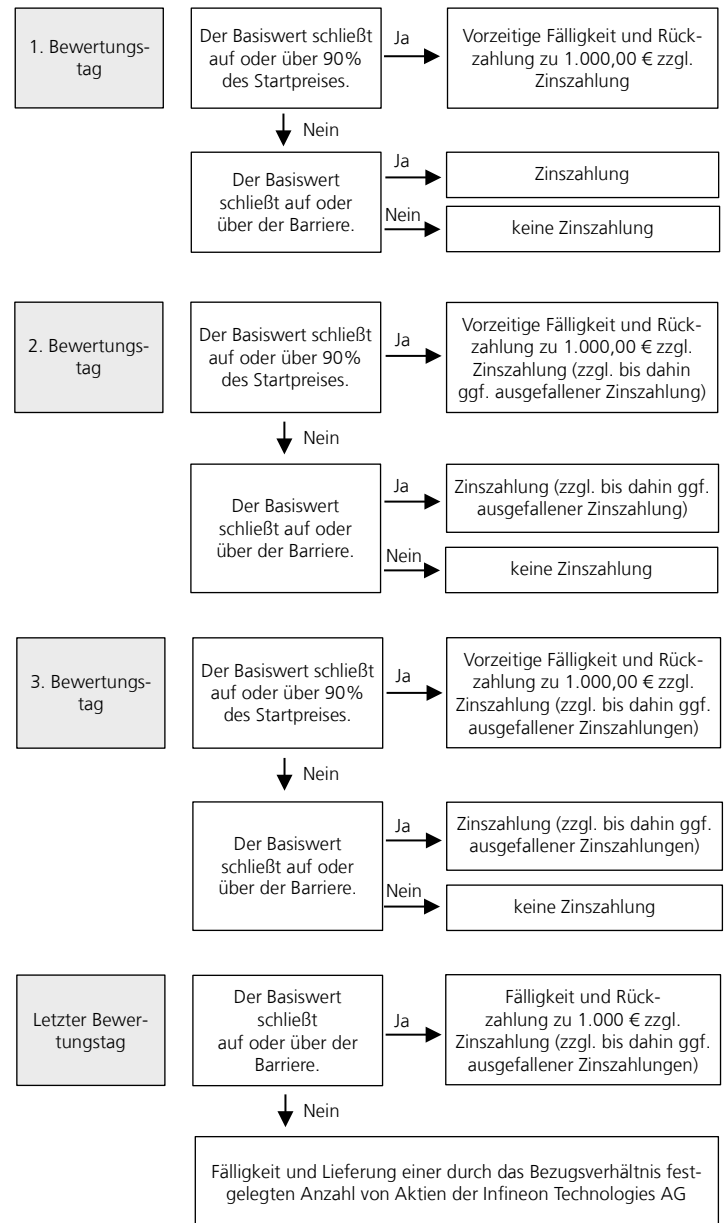 1. Bewertungs-
tag
Der Basiswert schließt
auf oder über 90%
des Startpreises.
Ja
Vorzeitige Fälligkeit und Rück-
zahlung zu 1.000,00 € zzgl.
Zinszahlung
Nein
Der Basiswert
schließt auf oder
über der Barriere.
Ja
Zinszahlung
Nein
keine Zinszahlung
2. Bewertungs-
tag
Der Basiswert schließt
auf oder über 90%
des Startpreises.
Ja
Vorzeitige Fälligkeit und Rück-
zahlung zu 1.000,00 € zzgl.
Zinszahlung (zzgl. bis dahin
ggf. ausgefallener Zinszahlung)
Nein
Der Basiswert
schließt auf oder
über der Barriere.
Ja
Zinszahlung (zzgl. bis dahin ggf.
ausgefallener Zinszahlung)
Nein
keine Zinszahlung
3. Bewertungs-
tag
Der Basiswert schließt
auf oder über 90%
des Startpreises.
Ja
Vorzeitige Fälligkeit und Rück-
zahlung zu 1.000,00 € zzgl.
Zinszahlung (zzgl. bis dahin ggf.
ausgefallener Zinszahlungen)
Nein
Der Basiswert
schließt auf oder
über der Barriere.
Ja
Zinszahlung (zzgl. bis dahin ggf.
ausgefallener Zinszahlungen)
Nein
keine Zinszahlung
Letzter Bewer-
tungstag
Der Basiswert
schließt
auf oder über der
Barriere.
Ja
Fälligkeit und Rück-
zahlung zu 1.000 € zzgl.
Zinszahlung (zzgl. bis dahin ggf.
ausgefallener Zinszahlungen)
Nein
Fälligkeit und Lieferung einer durch das Bezugsverhältnis fest-
gelegten Anzahl von Aktien der Infineon Technologies AG